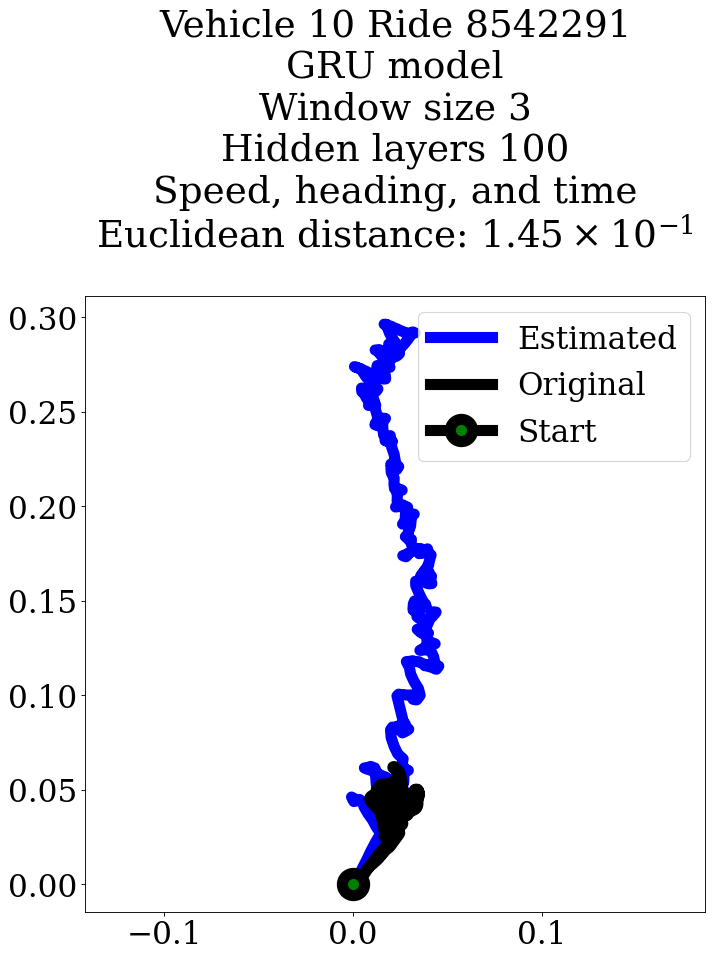 Vehicle 10 Ride 8542291
GRU model
Window size 3
Hidden layers 100
Speed, heading, and time
Euclidean distance: 1.45 × 10⁻¹
0.30
Estimated
Original
Start
0.25
0.20
0.15
0.10
0.05
0.00
−0.1
0.0
0.1